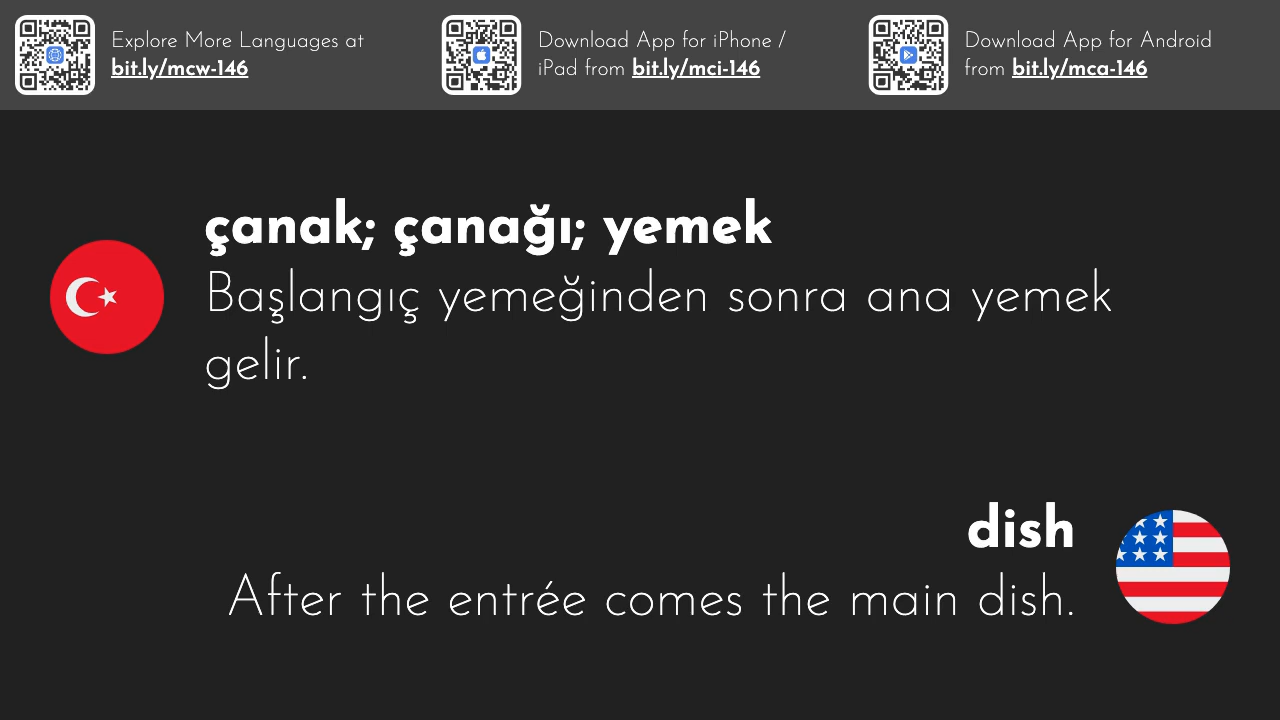 Explore More Languages at
bit.ly/mcw-146
Download App for iPhone /
iPad from bit.ly/mci-146
Download App for Android
from bit.ly/mca-146
çanak; çanağı; yemek
Başlangıç yemeğinden sonra ana yemek
gelir.
dish
After the entrée comes the main dish.